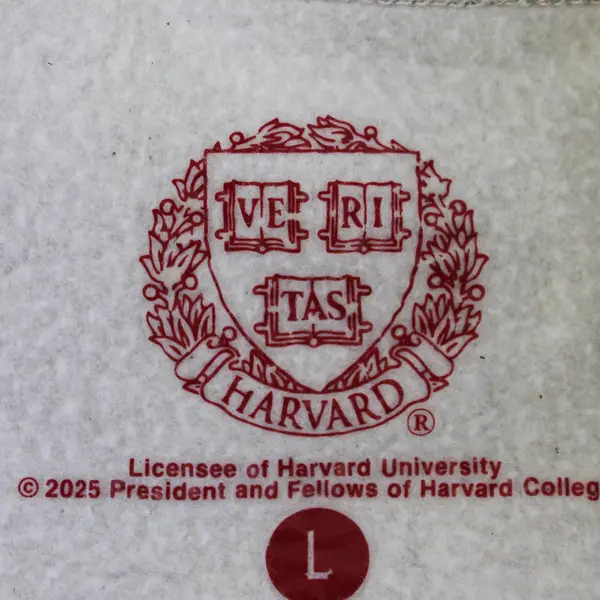 VE RI
TAS
HARVARD ®
Licensee of Harvard University
© 2025 President and Fellows of Harvard Colleg
L